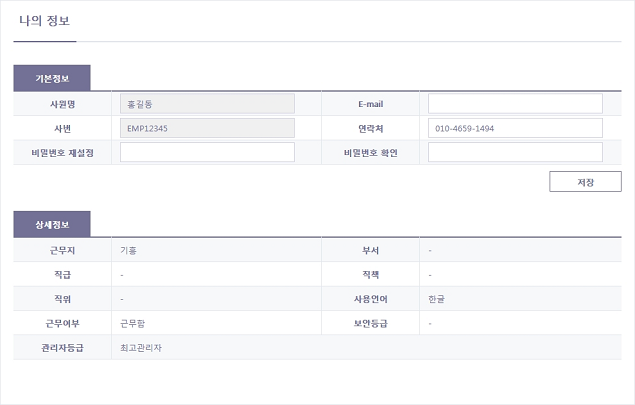 나의 정보
기본정보
사원명 홍길동 E-mail
사번 EMP12345 연락처 010-4659-1494
비밀번호 재설정 비밀번호 확인
저장
상세정보
근무지 기흥 부서 -
직급 - 직책 -
직위 - 사용언어 한글
근무여부 근무함 보안등급 -
관리자등급 최고관리자